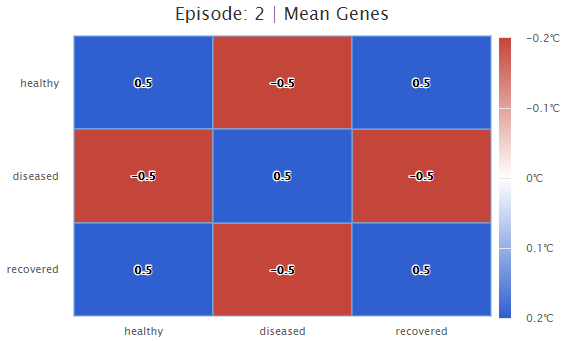 Episode: 2 | Mean Genes
healthy 0.5 −0.5 0.5
diseased −0.5 0.5 −0.5
recovered 0.5 −0.5 0.5
healthy diseased recovered
−0.2℃
−0.1℃
0℃
0.1℃
0.2℃